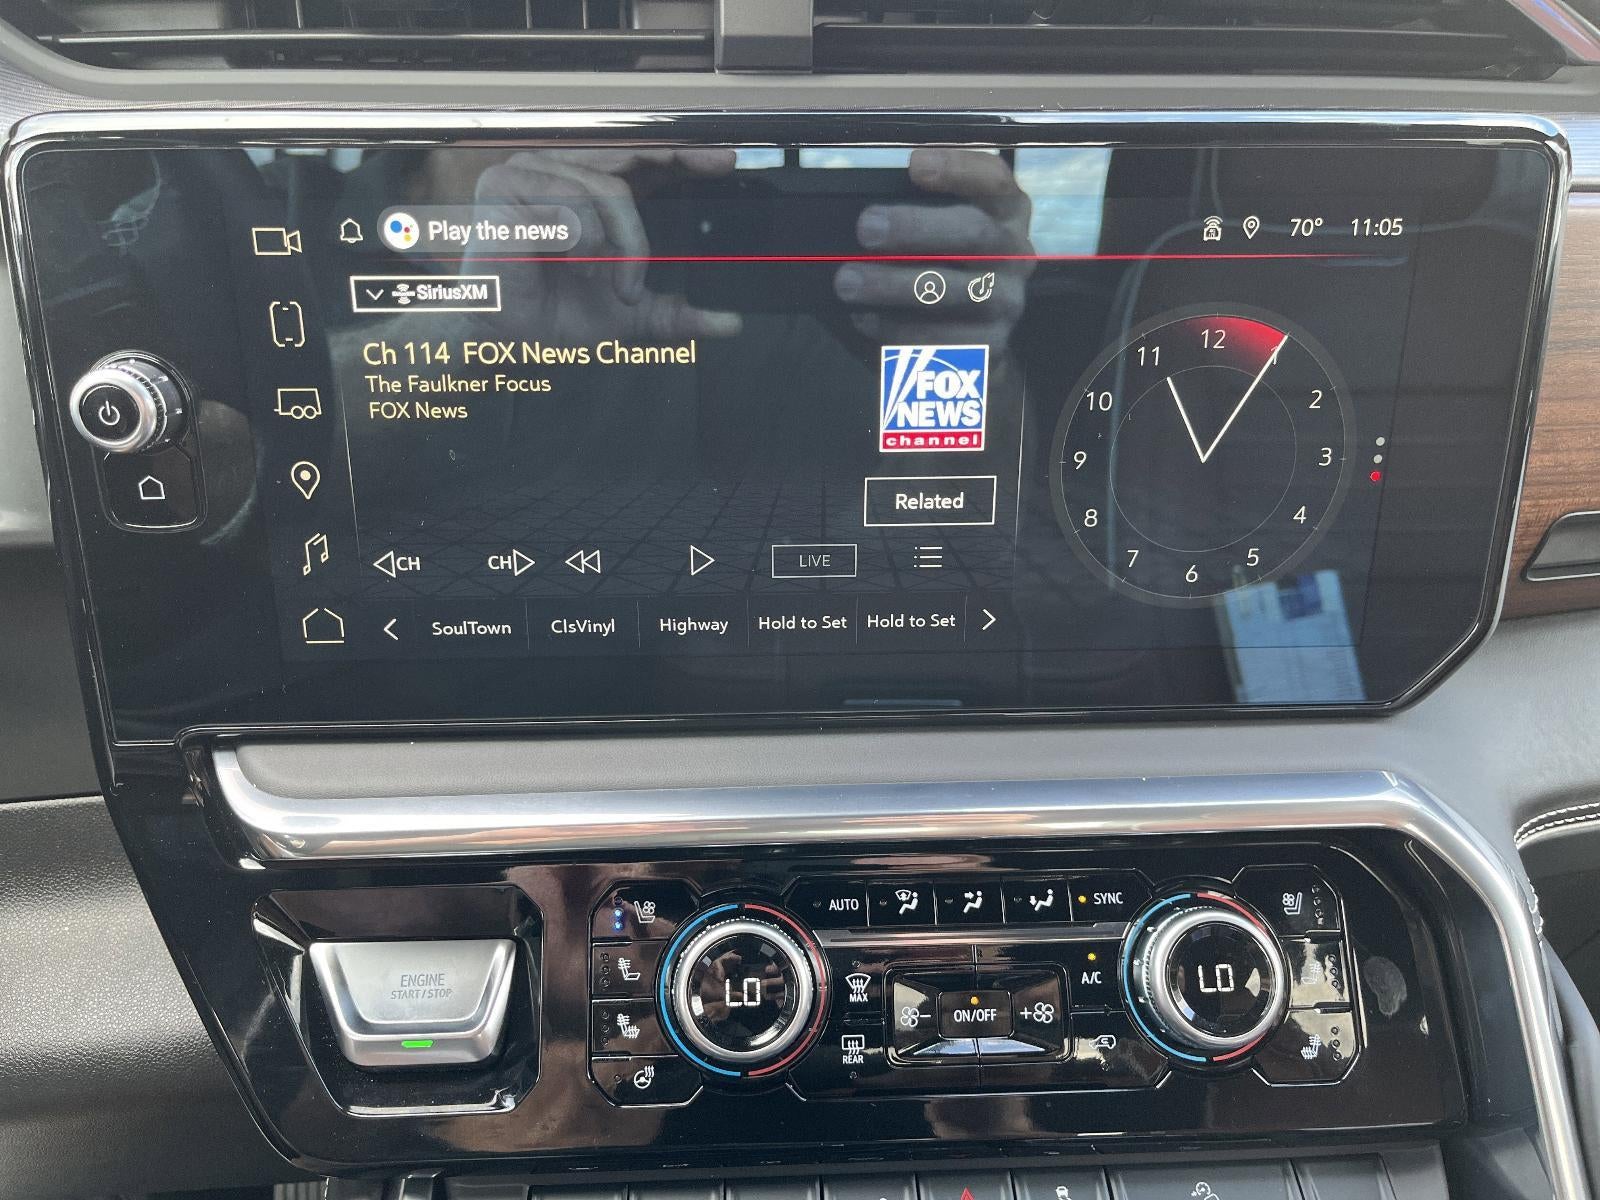 Play the news
70° 11:05
SiriusXM
Ch 114 FOX News Channel
The Faulkner Focus
FOX News
FOX
NEWS
channel
Related
CH CH LIVE
SoulTown ClsVinyl Highway Hold to Set Hold to Set
12
1
2
3
4
5
6
7
8
9
10
11
ENGINE
START/STOP
AUTO SYNC
LO
MAX
REAR
ON/OFF
A/C
LO